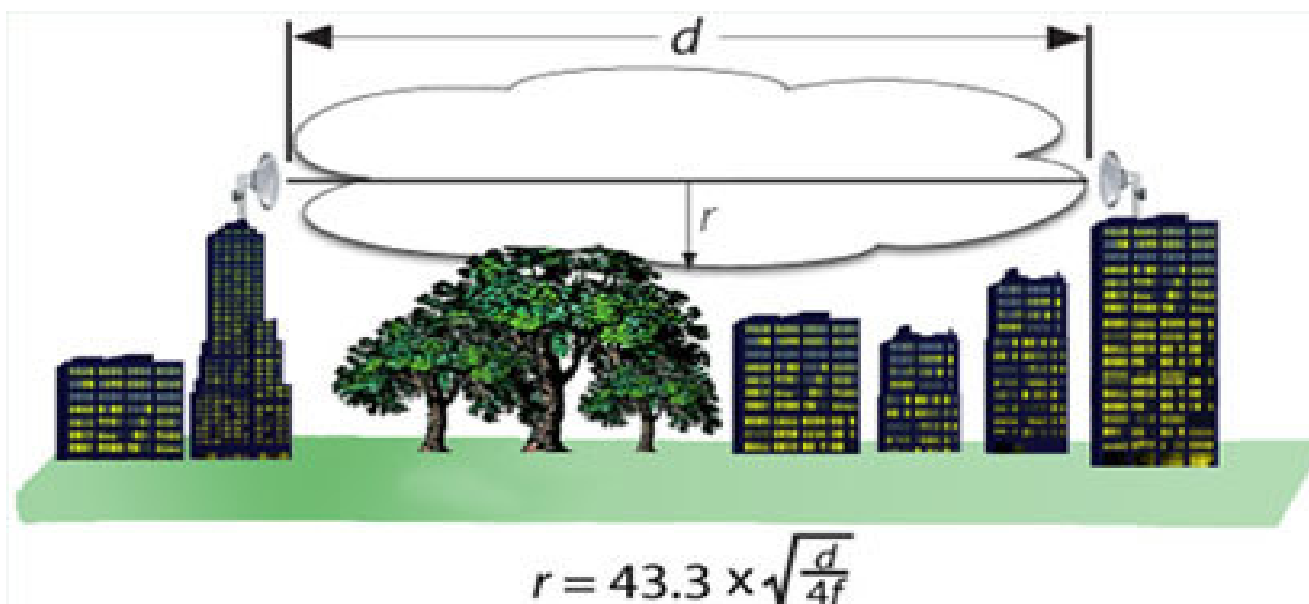 d
r
r = 43.3 × √(d/4f)